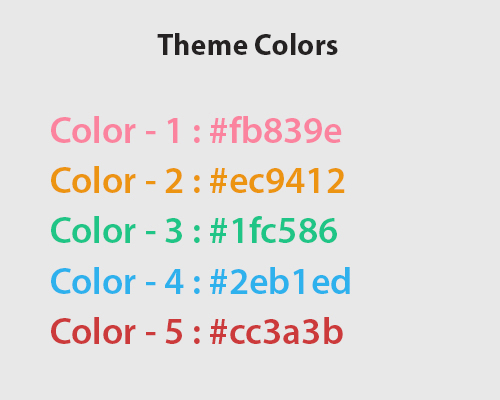 Theme Colors
Color - 1 : #fb839e
Color - 2 : #ec9412
Color - 3 : #1fc586
Color - 4 : #2eb1ed
Color - 5 : #cc3a3b